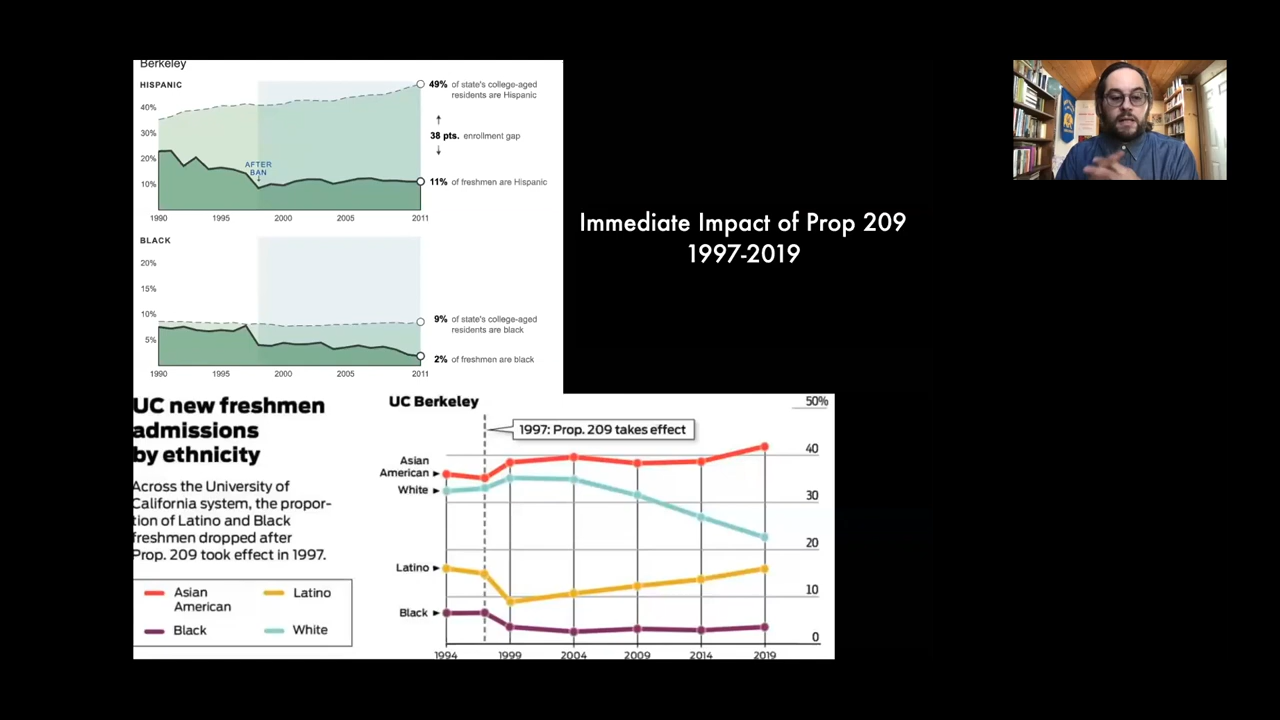 Berkeley
HISPANIC
40%
30%
20%
10%
AFTER
BAN
1990
1995
2000
2005
2011
49% of state's college-aged
residents are Hispanic
38 pts. enrollment gap
11% of freshmen are Hispanic
BLACK
20%
15%
10%
5%
1990
1995
2000
2005
2011
9% of state's college-aged
residents are black
2% of freshmen are black
Immediate Impact of Prop 209
1997-2019
UC new freshmen
admissions
by ethnicity
Across the University of
California system, the propor-
tion of Latino and Black
freshmen dropped after
Prop. 209 took effect in 1997.
Asian
American
Latino
Black
White
UC Berkeley
1997: Prop. 209 takes effect
50%
40
30
20
10
0
Asian
American
White
Latino
Black
1994
1999
2004
2009
2014
2019